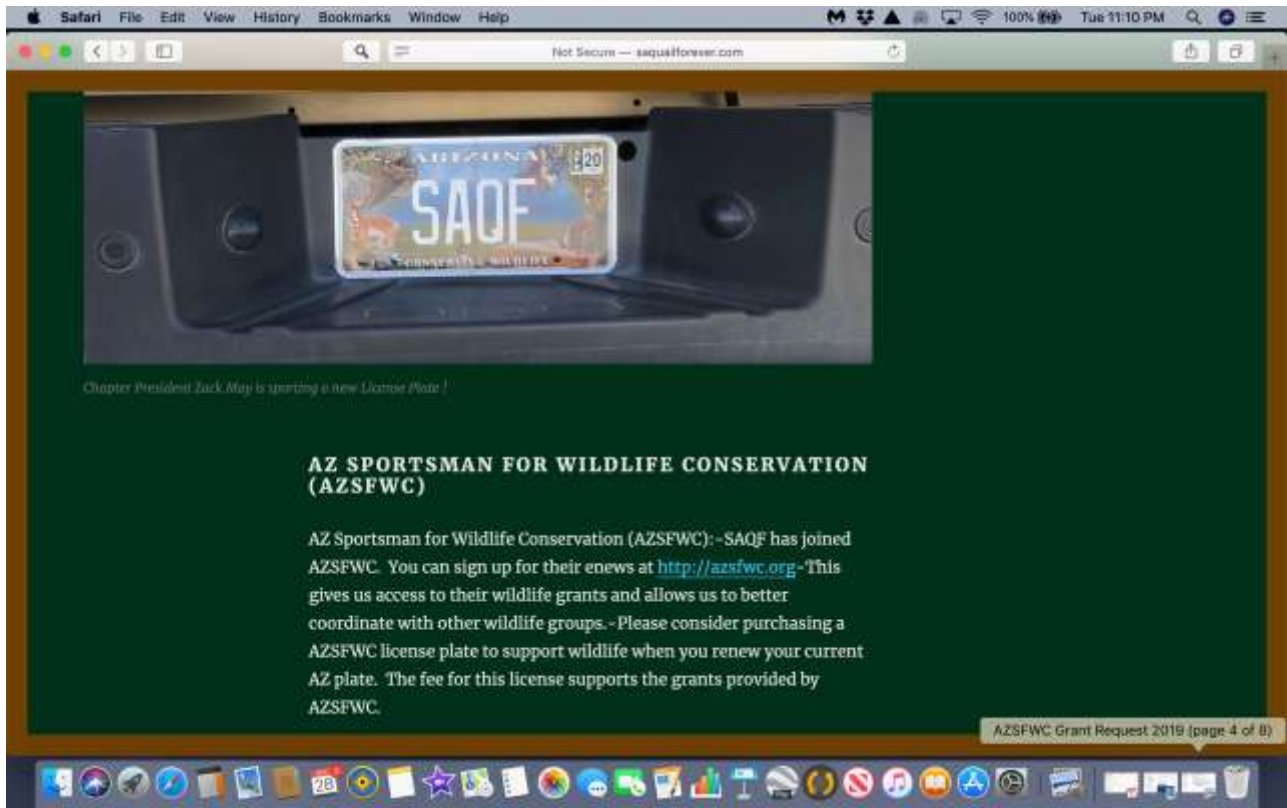 Safari File Edit View History Bookmarks Window Help 100% Tue 11:10 PM
Not Secure — saquailforever.com
ARIZONA
20
SAQF
CONSERVING WILDLIFE
Chapter President Zack May is sporting a new License Plate !
AZ SPORTSMAN FOR WILDLIFE CONSERVATION
(AZSFWC)
AZ Sportsman for Wildlife Conservation (AZSFWC):-SAQF has joined
AZSFWC. You can sign up for their enews at http://azsfwc.org-This
gives us access to their wildlife grants and allows us to better
coordinate with other wildlife groups.-Please consider purchasing a
AZSFWC license plate to support wildlife when you renew your current
AZ plate. The fee for this license supports the grants provided by
AZSFWC.
AZSFWC Grant Request 2019 (page 4 of 8)
28